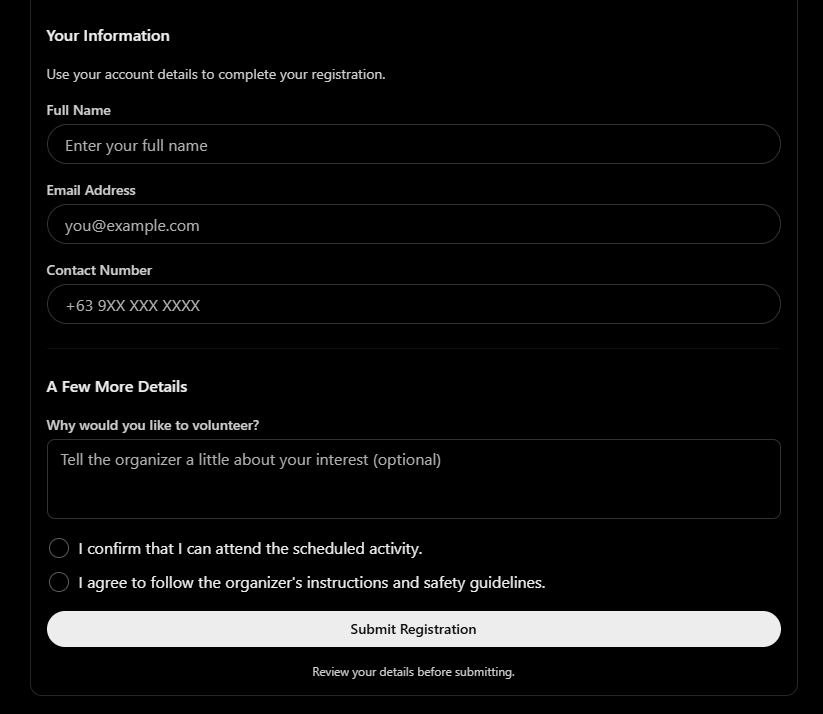 Your Information
Use your account details to complete your registration.
Full Name
Enter your full name
Email Address
you@example.com
Contact Number
+63 9XX XXX XXXX
A Few More Details
Why would you like to volunteer?
Tell the organizer a little about your interest (optional)
I confirm that I can attend the scheduled activity.
I agree to follow the organizer's instructions and safety guidelines.
Submit Registration
Review your details before submitting.